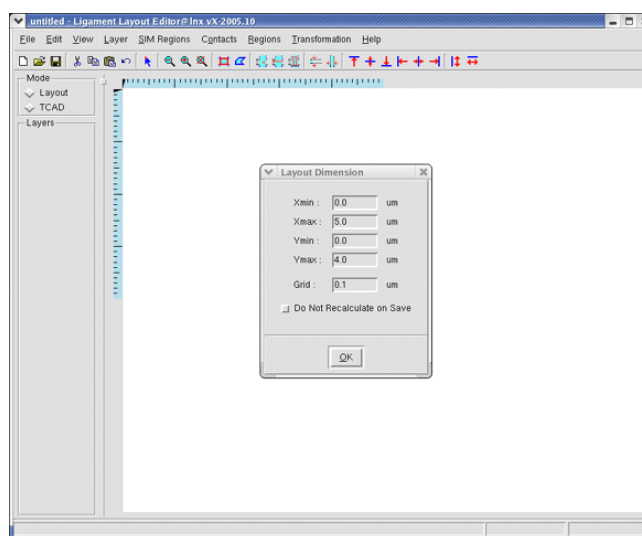 untitled - Ligament Layout Editor@lnx vX-2005.10
File Edit View Layer SIM Regions Contacts Regions Transformation Help
Mode
Layout
TCAD
Layers
Layout Dimension
Xmin : 0.0 um
Xmax : 5.0 um
Ymin : 0.0 um
Ymax : 4.0 um
Grid : 0.1 um
Do Not Recalculate on Save
OK